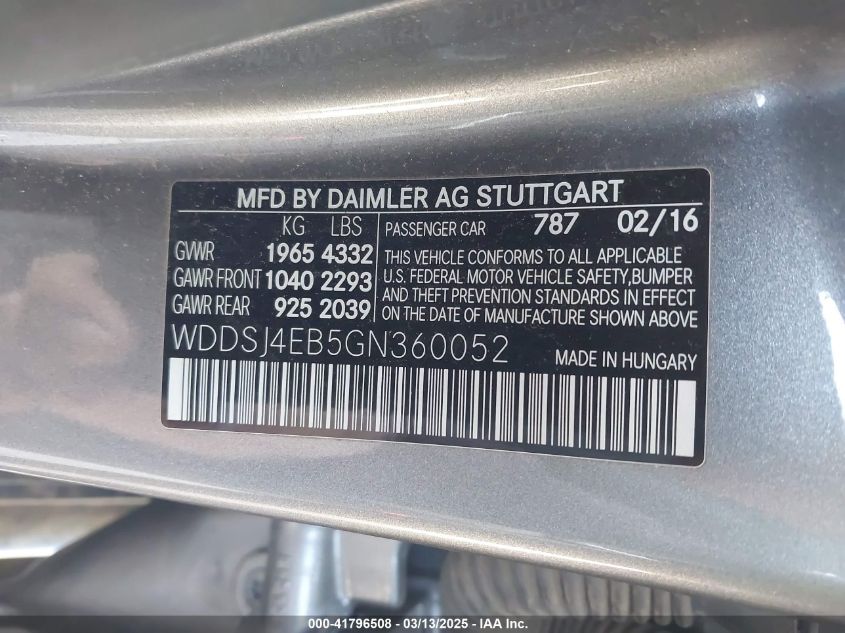 MFD BY DAIMLER AG STUTTGART
KG LBS
GVWR 1965 4332
GAWR FRONT 1040 2293
GAWR REAR 925 2039
PASSENGER CAR 787 02/16
THIS VEHICLE CONFORMS TO ALL APPLICABLE
U.S. FEDERAL MOTOR VEHICLE SAFETY,BUMPER
AND THEFT PREVENTION STANDARDS IN EFFECT
ON THE DATE OF MANUFACTURE SHOWN ABOVE
WDDSJ4EB5GN360052
MADE IN HUNGARY
000-41796508 - 03/13/2025 - IAA Inc.